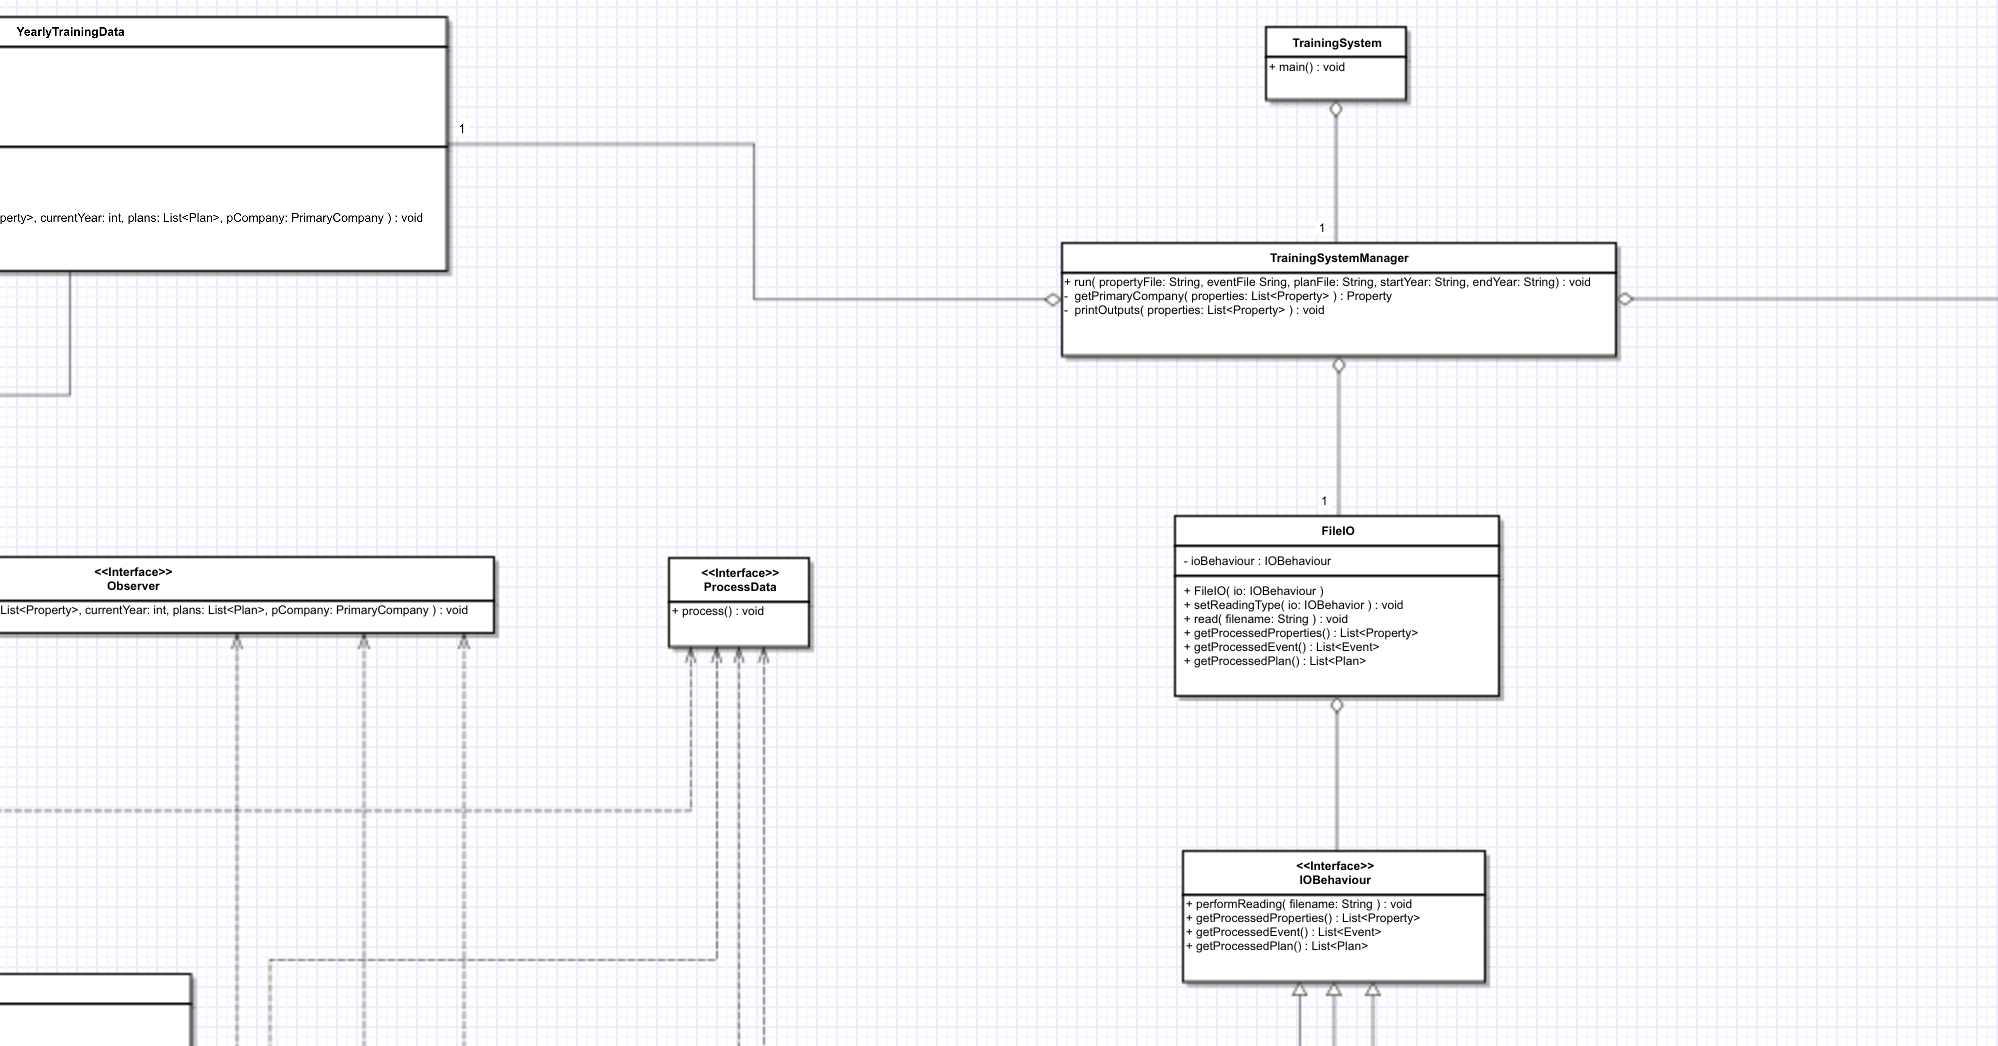 YearlyTrainingData
1
perty>, currentYear: int, plans: List<Plan>, pCompany: PrimaryCompany ) : void
TrainingSystem
+ main() : void
1
TrainingSystemManager
+ run( propertyFile: String, eventFile Sring, planFile: String, startYear: String, endYear: String) : void
- getPrimaryCompany( properties: List<Property> ) : Property
- printOutputs( properties: List<Property> ) : void
1
FileIO
- ioBehaviour : IOBehaviour
+ FileIO( io: IOBehaviour )
+ setReadingType( io: IOBehavior ) : void
+ read( filename: String ) : void
+ getProcessedProperties() : List<Property>
+ getProcessedEvent() : List<Event>
+ getProcessedPlan() : List<Plan>
<<Interface>>
Observer
List<Property>, currentYear: int, plans: List<Plan>, pCompany: PrimaryCompany ) : void
<<Interface>>
ProcessData
+ process() : void
<<Interface>>
IOBehaviour
+ performReading( filename: String ) : void
+ getProcessedProperties() : List<Property>
+ getProcessedEvent() : List<Event>
+ getProcessedPlan() : List<Plan>